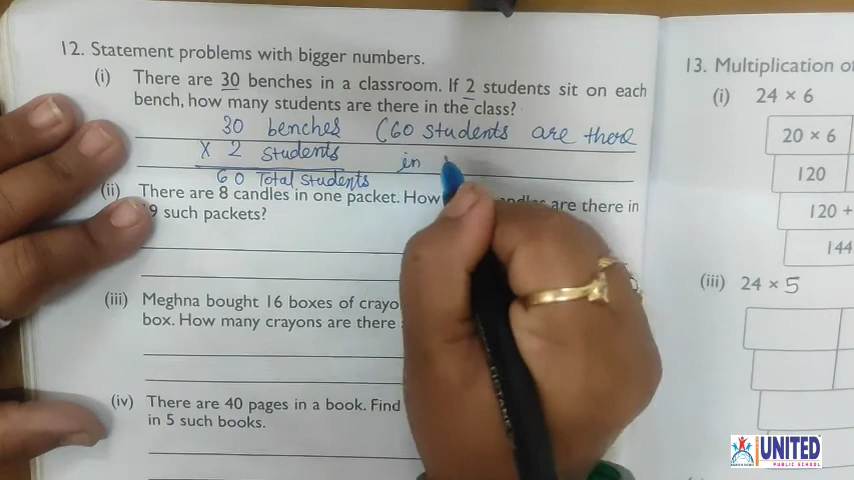 12. Statement problems with bigger numbers.
(i) There are 30 benches in a classroom. If 2 students sit on each
bench, how many students are there in the class?
30 benches (60 students are there
x 2 students in
60 Total students
(ii) There are 8 candles in one packet. How are there in
9 such packets?
(iii) Meghna bought 16 boxes of crayo
box. How many crayons are there
(iv) There are 40 pages in a book. Find
in 5 such books.
13. Multiplication o
(i) 24 × 6
20 × 6
120
120 +
144
(iii) 24 × 5
UNITED
PUBLIC SCHOOL